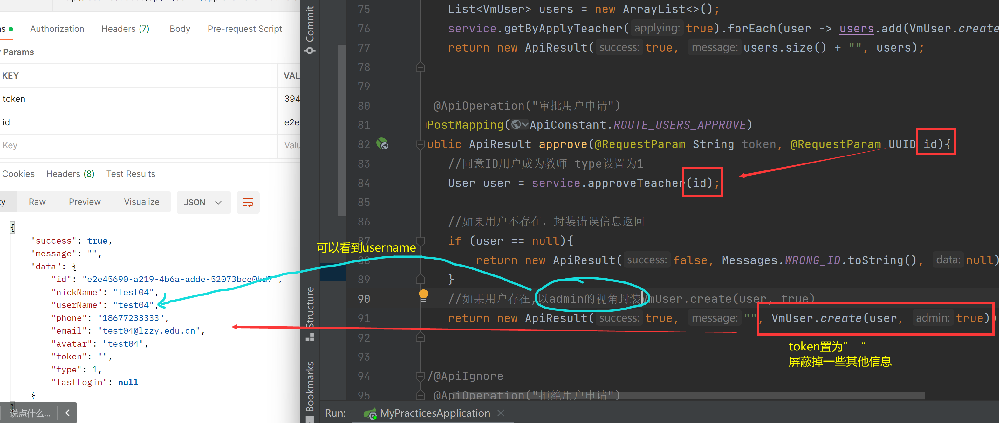 Authorization Headers (7) Body Pre-request Script
Params
KEY VAL
token 394
id e2e
Key Valu
Cookies Headers (8) Test Results
Raw Preview Visualize JSON
{
"success": true,
"message": "",
"data": {
"id": "e2e45690-a219-4b6a-adde-52073bce0bd7",
"nickName": "test04",
"userName": "test04",
"phone": "18677233333",
"email": "test04@lzzy.edu.cn",
"avatar": "test04",
"token": "",
"type": 1,
"lastLogin": null
}
}
说点什么...
Commit
Structure
Bookmarks
75 List<VmUser> users = new ArrayList<>();
76 service.getByApplyTeacher( applying: true).forEach(user -> users.add(VmUser.create
77 return new ApiResult( success: true, message: users.size() + "", users);
78
79
80 @ApiOperation("审批用户申请")
81 PostMapping(ApiConstant.ROUTE_USERS_APPROVE)
82 ublic ApiResult approve(@RequestParam String token, @RequestParam UUID id){
83 //同意ID用户成为教师 type设置为1
84 User user = service.approveTeacher(id);
85
86 //如果用户不存在，封装错误信息返回
87 if (user == null){
可以看到username
88 return new ApiResult( success: false, Messages.WRONG_ID.toString(), data: null)
89 }
90 //如果用户存在,以admin的视角封装VmUser.create(user, true)
91 return new ApiResult( success: true, message: "", VmUser.create(user, admin: true))
92
token置为”“
屏蔽掉一些其他信息
93
94 /@ApiIgnore
95 @ApiOperation("拒绝用户申请")
Run: MyPracticesApplication